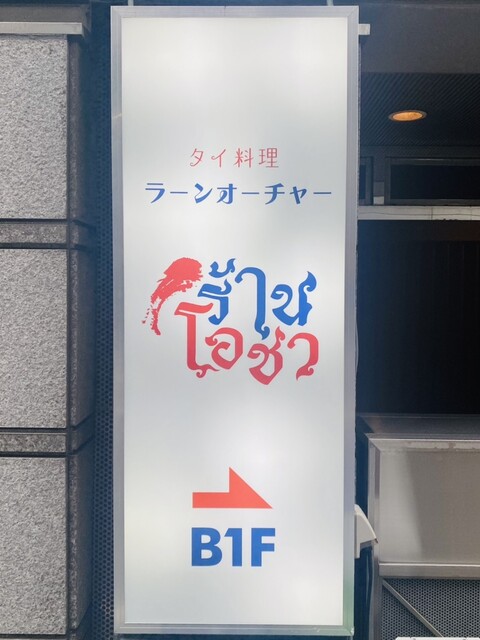 タイ料理
ラーンオーチャー
ร้าน
โอชา
B1F